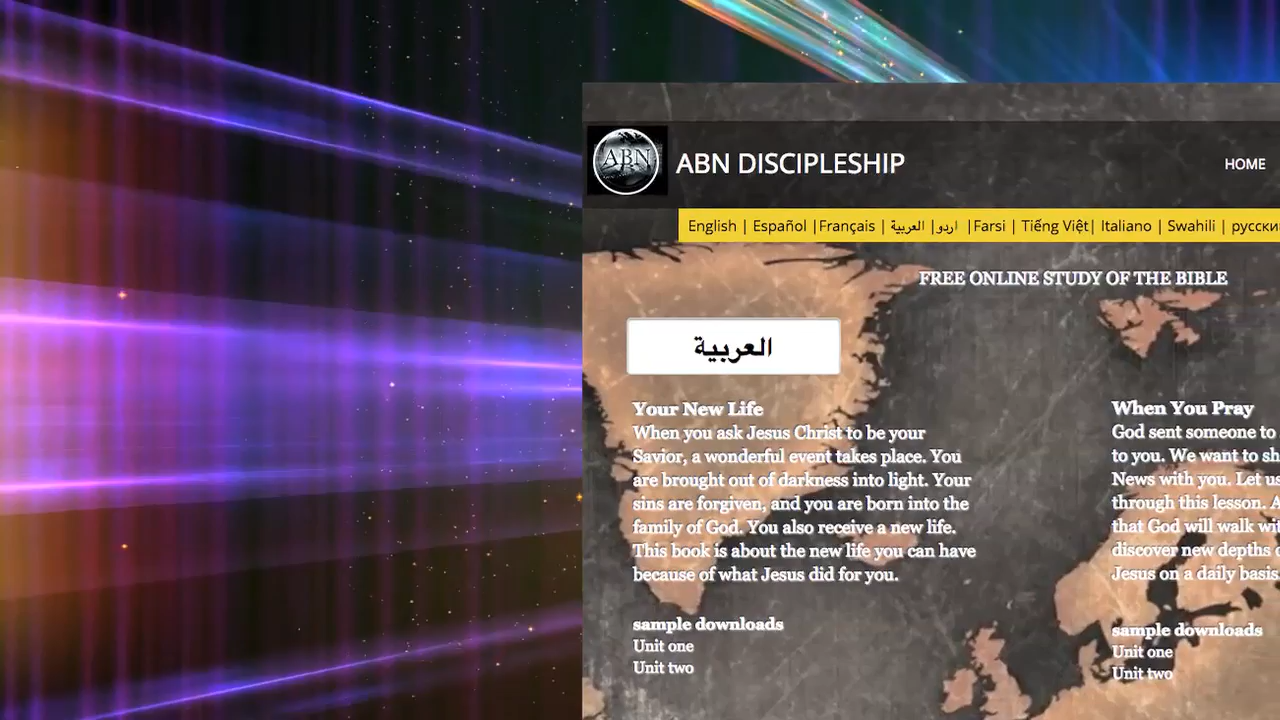 ABN
ABN DISCIPLESHIP
HOME
English | Español |Français | العربية |اردو |Farsi | Tiếng Việt| Italiano | Swahili | русски
FREE ONLINE STUDY OF THE BIBLE
العربية
Your New Life
When you ask Jesus Christ to be your
Savior, a wonderful event takes place. You
are brought out of darkness into light. Your
sins are forgiven, and you are born into the
family of God. You also receive a new life.
This book is about the new life you can have
because of what Jesus did for you.
sample downloads
Unit one
Unit two
When You Pray
God sent someone to
to you. We want to sh
News with you. Let us
through this lesson. A
that God will walk wit
discover new depths o
Jesus on a daily basis.
sample downloads
Unit one
Unit two